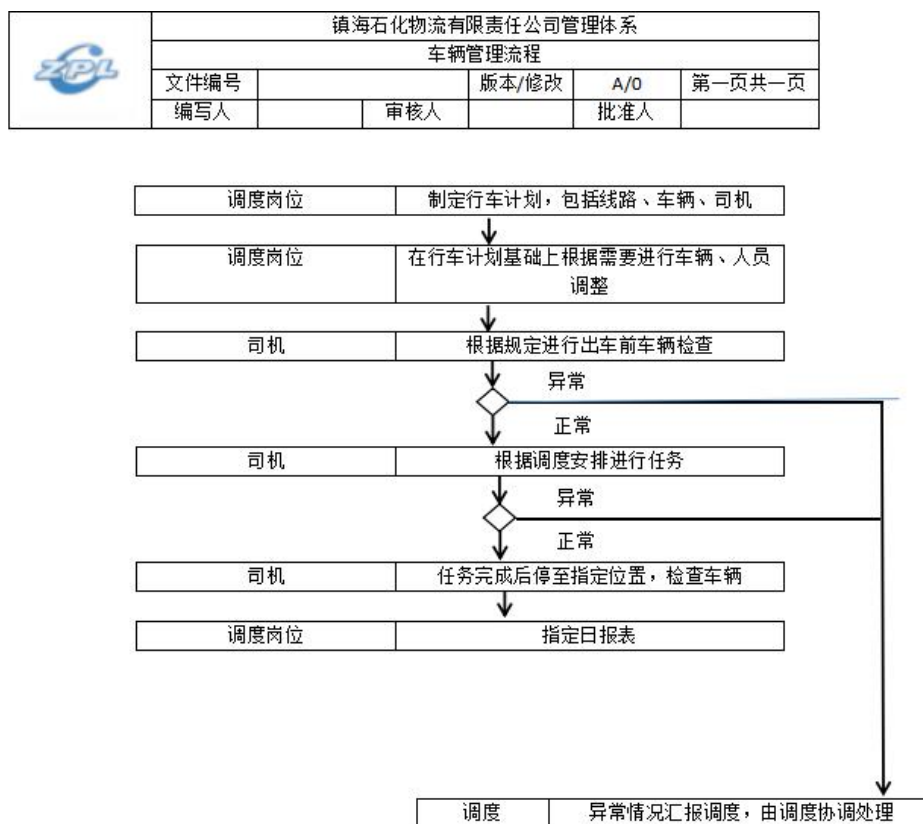 镇海石化物流有限责任公司管理体系
车辆管理流程
ZPL
文件编号 版本/修改 A/0 第一页共一页
编写人 审核人 批准人
调度岗位 制定行车计划，包括线路、车辆、司机
调度岗位 在行车计划基础上根据需要进行车辆、人员
调整
司机 根据规定进行出车前车辆检查
异常
正常
司机 根据调度安排进行任务
异常
正常
司机 任务完成后停至指定位置，检查车辆
调度岗位 指定日报表
调度 异常情况汇报调度，由调度协调处理